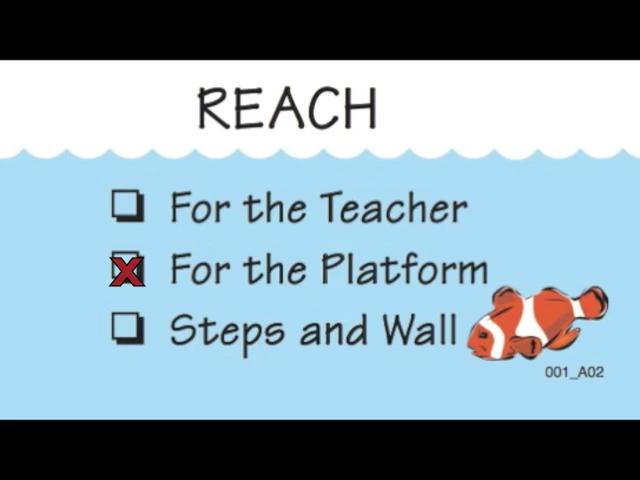 REACH
For the Teacher
For the Platform
Steps and Wall
001_A02